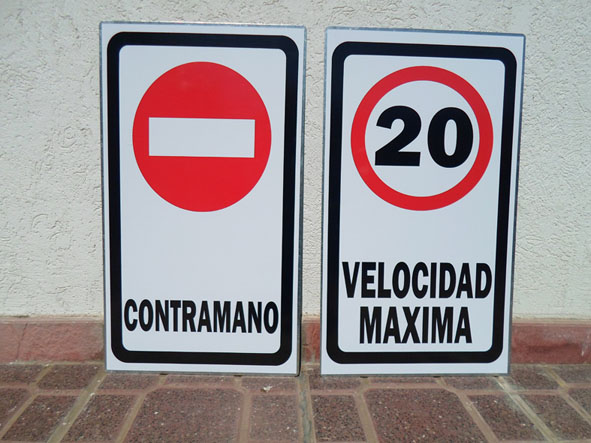 CONTRAMANO
20
VELOCIDAD
MAXIMA